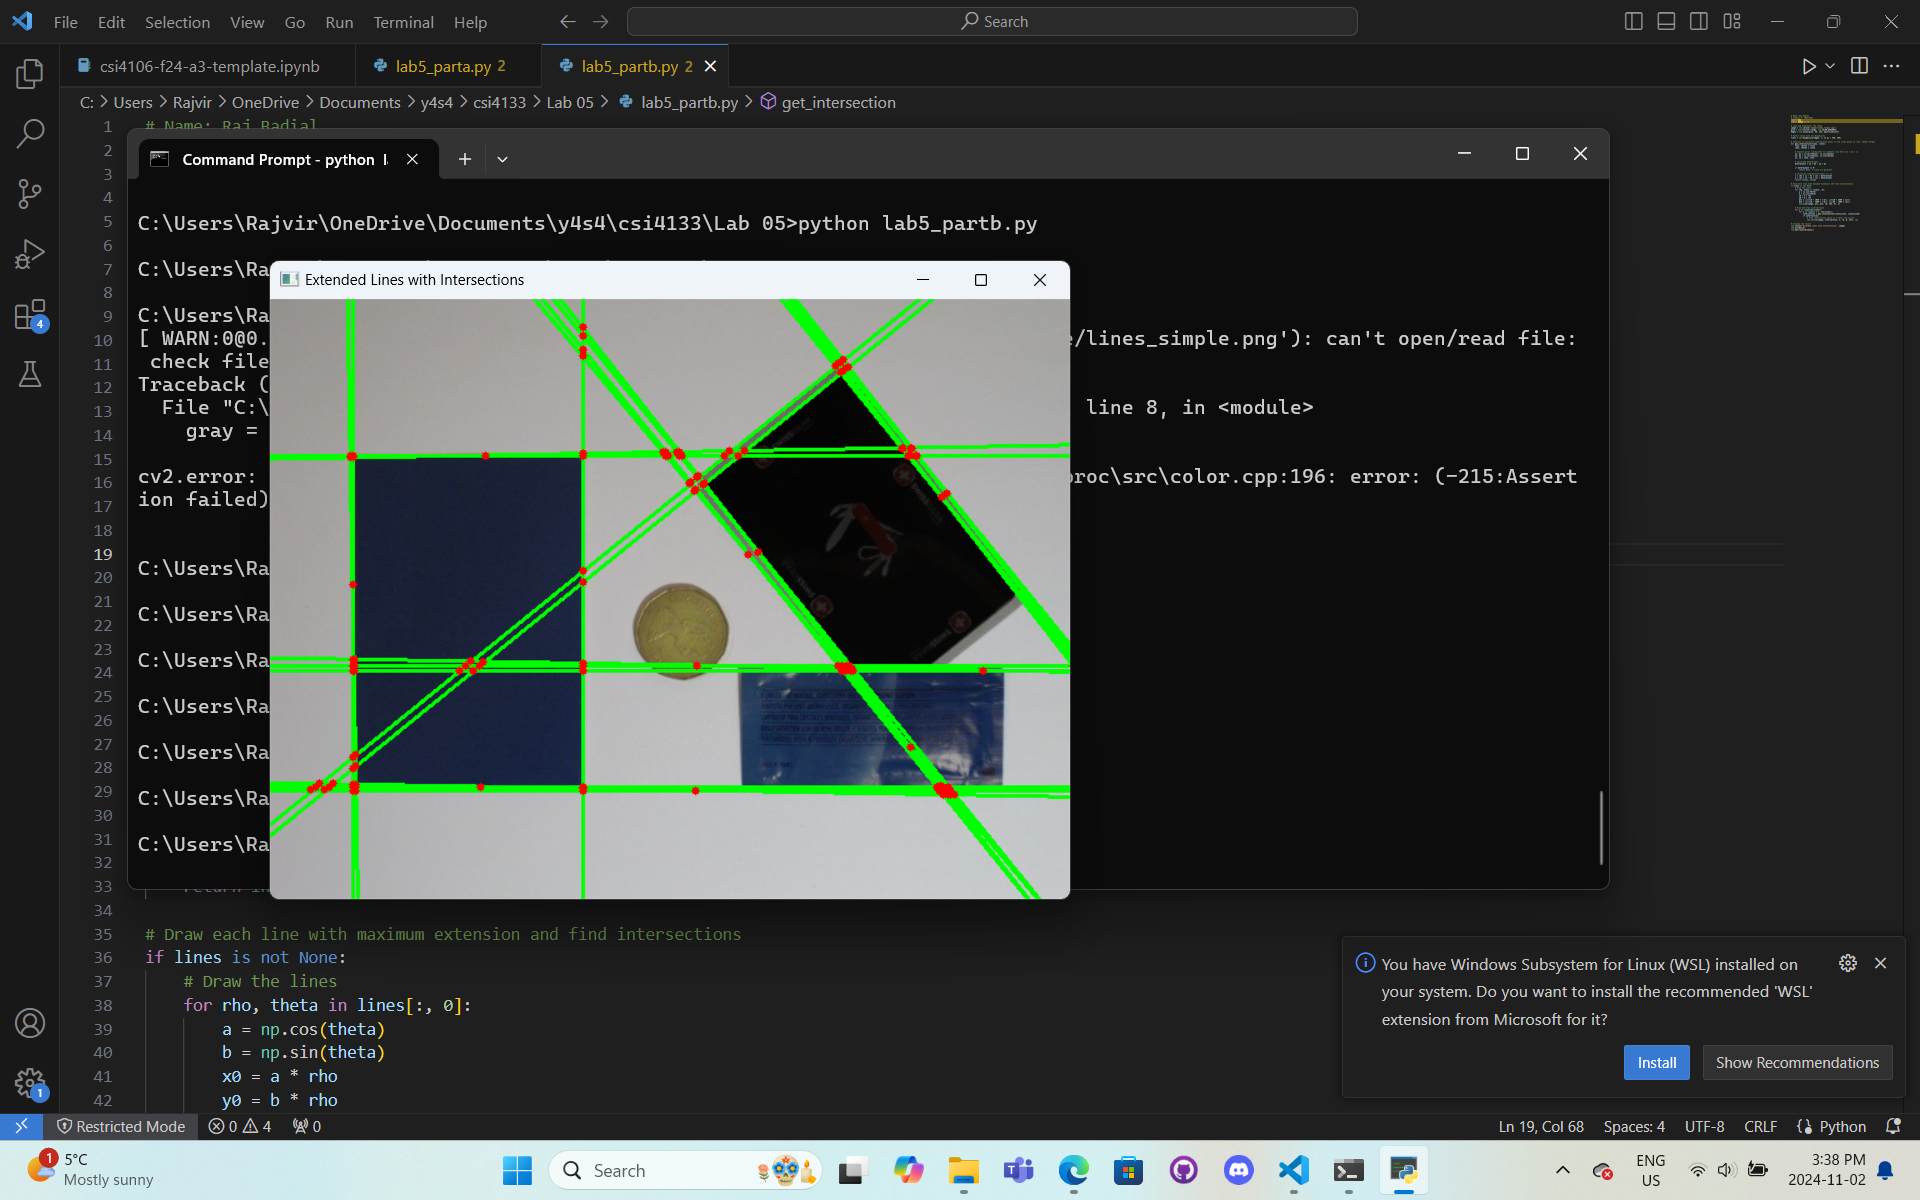 File Edit Selection View Go Run Terminal Help
Search
csi4106-f24-a3-template.ipynb
lab5_parta.py 2
lab5_partb.py 2
C: > Users > Rajvir > OneDrive > Documents > y4s4 > csi4133 > Lab 05 > lab5_partb.py > get_intersection
1 # Name: Raj Badial
2
3
4
5
6
7
8
9
10
11
12
13
14
15
16
17
18
19
20
21
22
23
24
25
26
27
28
29
30
31
32
33
Command Prompt - python
C:\Users\Rajvir\OneDrive\Documents\y4s4\csi4133\Lab 05>python lab5_partb.py
C:\Users\Ra
Extended Lines with Intersections
C:\Users\Ra
[ WARN:0@0. e/lines_simple.png'): can't open/read file:
check file
Traceback (
File "C:\ line 8, in <module>
gray =
cv2.error: proc\src\color.cpp:196: error: (-215:Assert
ion failed)
C:\Users\Ra
C:\Users\Ra
C:\Users\Ra
C:\Users\Ra
C:\Users\Ra
C:\Users\Ra
C:\Users\Ra
34
35 # Draw each line with maximum extension and find intersections
36 if lines is not None:
37 # Draw the lines
38 for rho, theta in lines[:, 0]:
39 a = np.cos(theta)
40 b = np.sin(theta)
41 x0 = a * rho
42 y0 = b * rho
You have Windows Subsystem for Linux (WSL) installed on
your system. Do you want to install the recommended 'WSL'
extension from Microsoft for it?
Install
Show Recommendations
4
1
Restricted Mode 0 4 0
Ln 19, Col 68 Spaces: 4 UTF-8 CRLF Python
1
5°C
Mostly sunny
Search
ENG
US
3:38 PM
2024-11-02